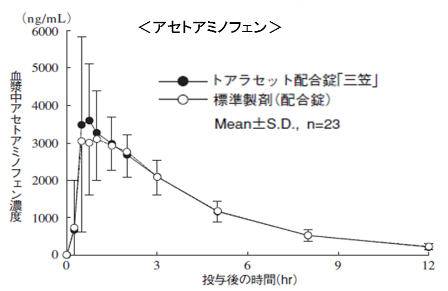 (ng/mL)
＜アセトアミノフェン＞
6000
5000
4000
3000
2000
1000
0
血漿中アセトアミノフェン濃度
トアラセット配合錠「三笠」
標準製剤(配合錠)
Mean±S.D., n=23
0 3 6 9 12
投与後の時間(hr)